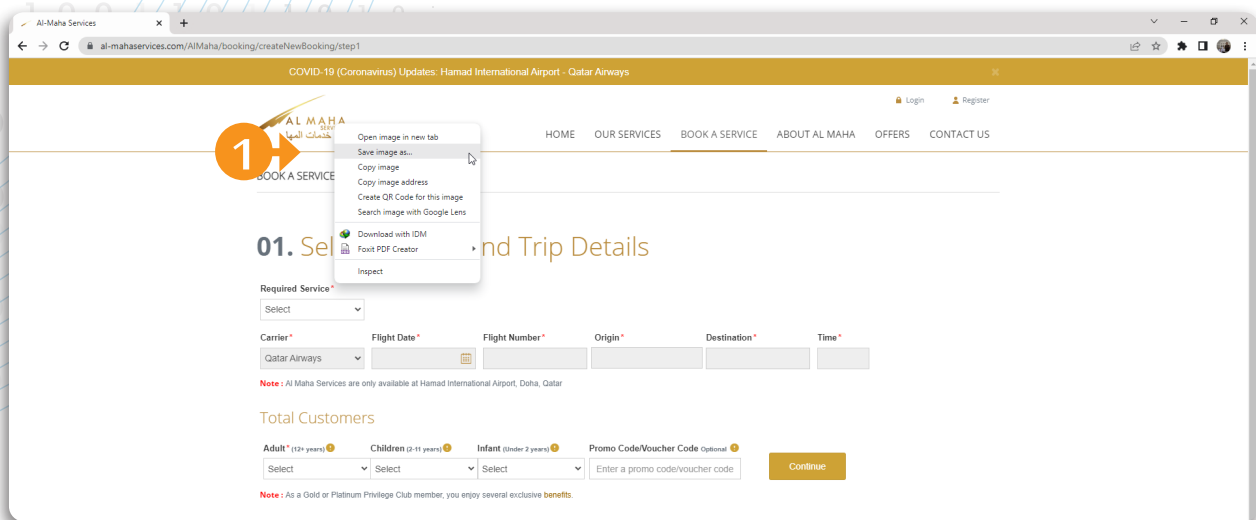 Al-Maha Services
al-mahaservices.com/AlMaha/booking/createNewBooking/step1
COVID-19 (Coronavirus) Updates: Hamad International Airport - Qatar Airways
Login Register
AL MAHA
SERV
خدمات المها
HOME OUR SERVICES BOOK A SERVICE ABOUT AL MAHA OFFERS CONTACT US
1
Open image in new tab
Save image as...
Copy image
Copy image address
Create QR Code for this image
Search image with Google Lens
Download with IDM
Foxit PDF Creator
Inspect
BOOK A SERVICE
01. Sel nd Trip Details
Required Service*
Select
Carrier* Flight Date* Flight Number* Origin* Destination* Time*
Qatar Airways
Note : Al Maha Services are only available at Hamad International Airport, Doha, Qatar
Total Customers
Adult* (12+ years) Children (2-11 years) Infant (Under 2 years) Promo Code/Voucher Code Optional
Select Select Select Enter a promo code/voucher code Continue
Note : As a Gold or Platinum Privilege Club member, you enjoy several exclusive benefits.